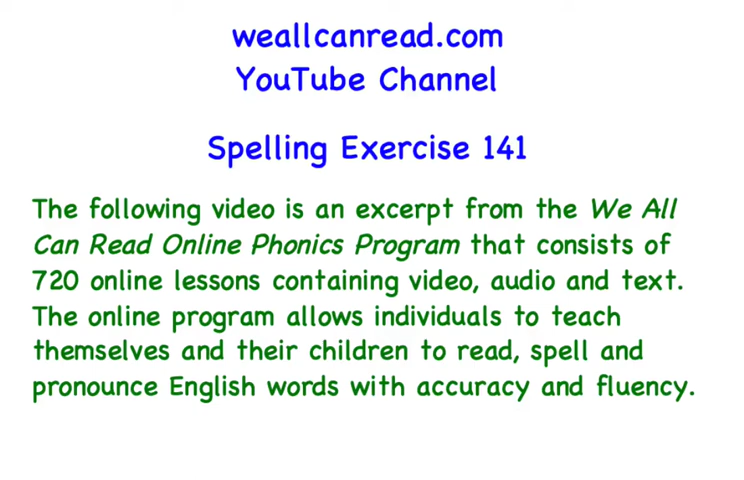 weallcanread.com
YouTube Channel
Spelling Exercise 141
The following video is an excerpt from the We All
Can Read Online Phonics Program that consists of
720 online lessons containing video, audio and text.
The online program allows individuals to teach
themselves and their children to read, spell and
pronounce English words with accuracy and fluency.